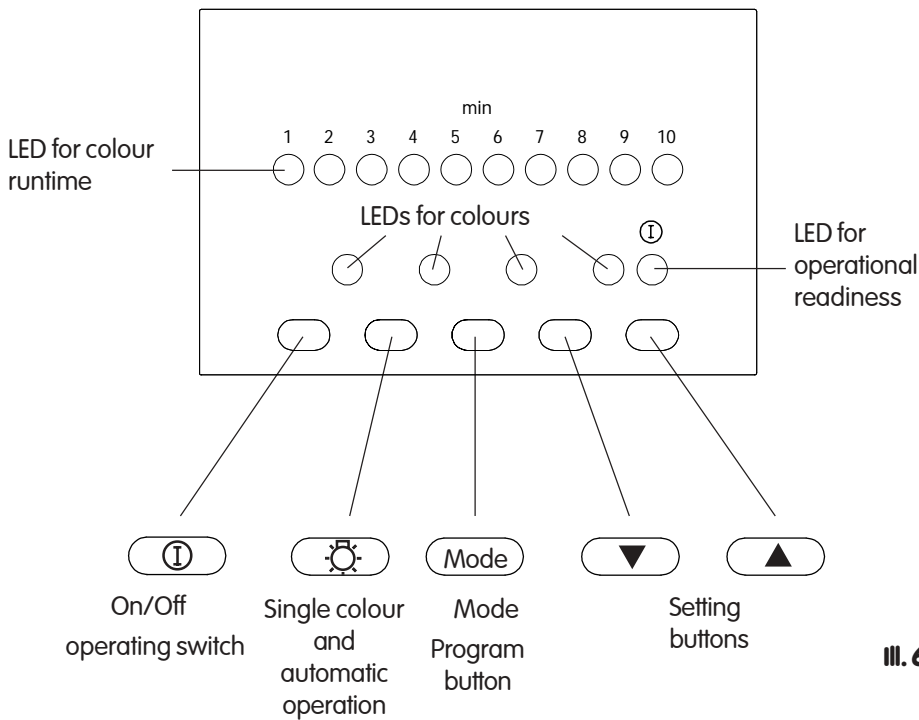 min
1 2 3 4 5 6 7 8 9 10
LED for colour
runtime
LEDs for colours
LED for
operational
readiness
Mode
On/Off
operating switch
Single colour
and
automatic
operation
Mode
Program
button
Setting
buttons
Ill. 6